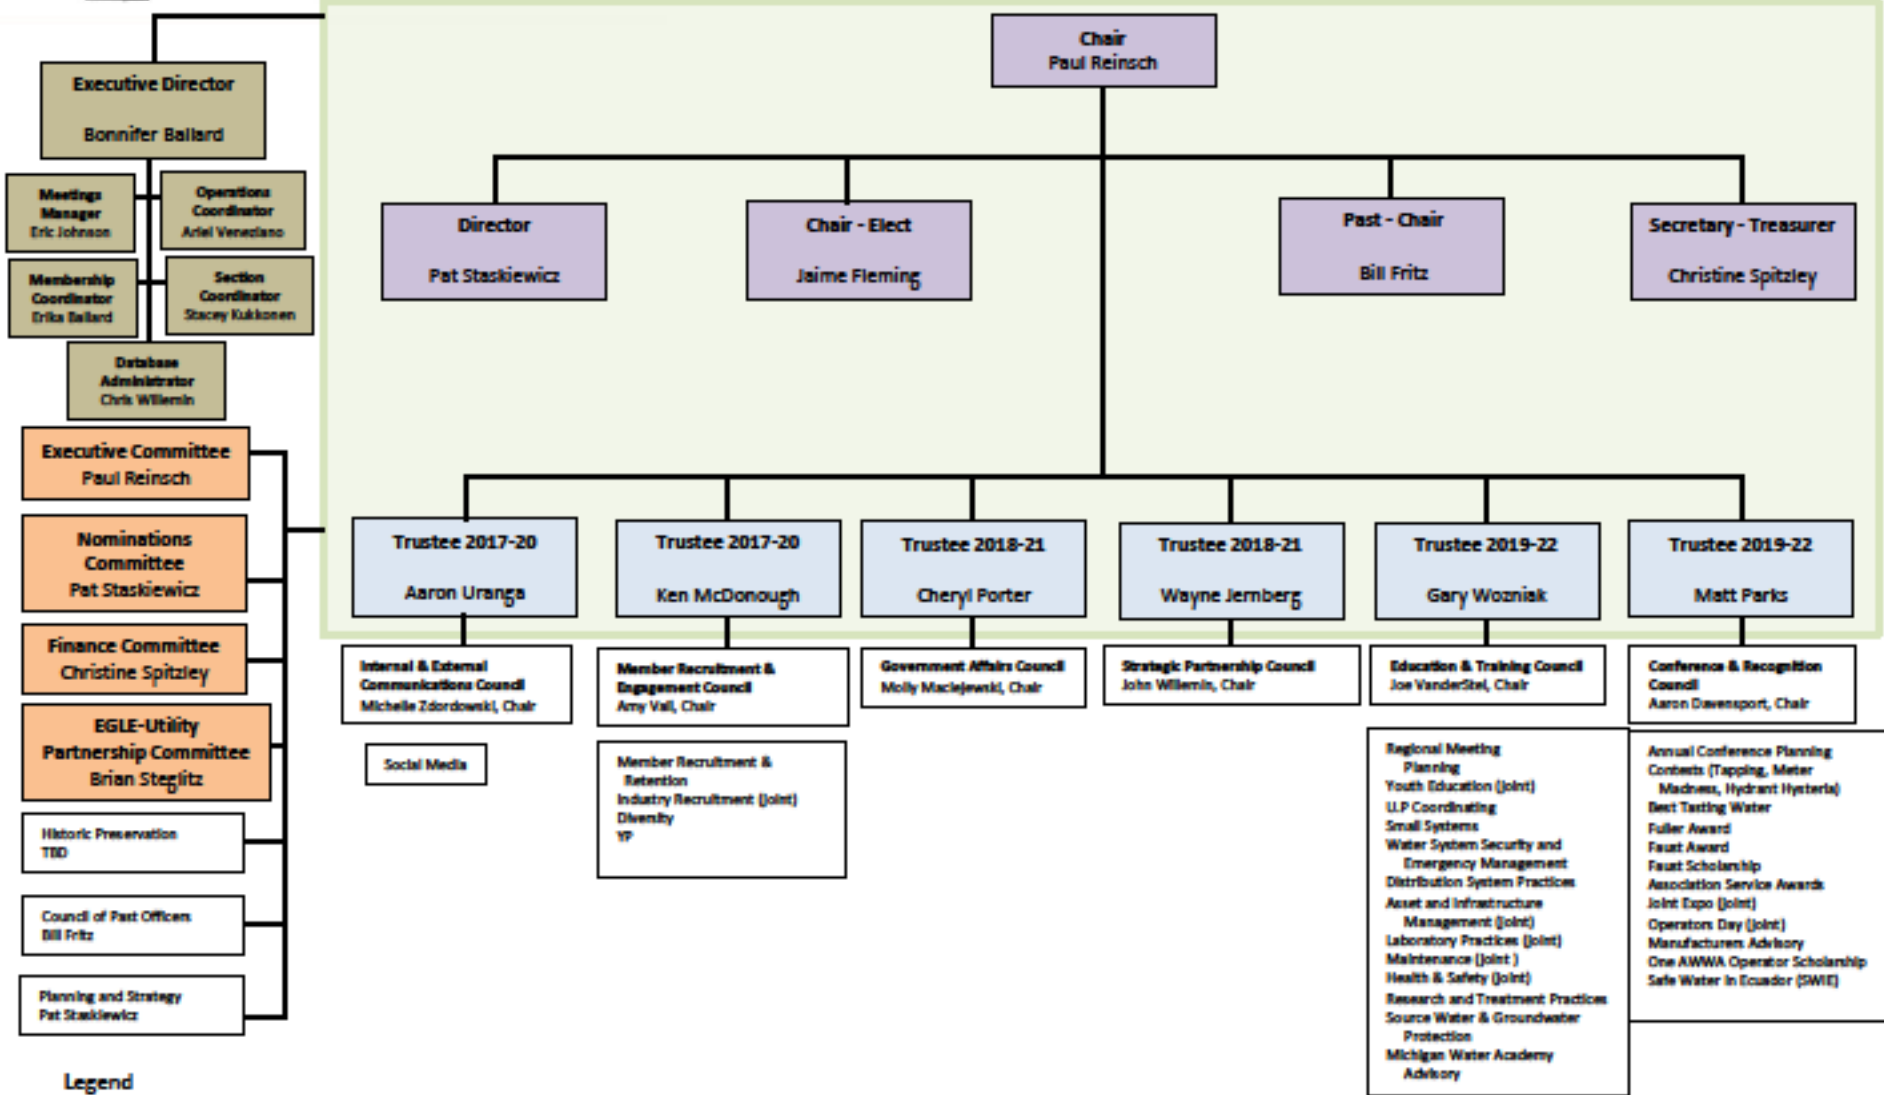 Chair
Paul Reinsch
Executive Director
Bonnifer Ballard
Meetings
Manager
Eric Johnson
Operations
Coordinator
Ariel Veneziano
Membership
Coordinator
Erika Ballard
Section
Coordinator
Stacey Kukkonen
Database
Administrator
Chris Willemin
Director
Pat Staskiewicz
Chair - Elect
Jaime Fleming
Past - Chair
Bill Fritz
Secretary - Treasurer
Christine Spitzley
Executive Committee
Paul Reinsch
Nominations
Committee
Pat Staskiewicz
Finance Committee
Christine Spitzley
EGLE-Utility
Partnership Committee
Brian Steglitz
Historic Preservation
TBD
Council of Past Officers
Bill Fritz
Planning and Strategy
Pat Staskiewicz
Legend
Trustee 2017-20
Aaron Uranga
Trustee 2017-20
Ken McDonough
Trustee 2018-21
Cheryl Porter
Trustee 2018-21
Wayne Jernberg
Trustee 2019-22
Gary Wozniak
Trustee 2019-22
Matt Parks
Internal & External
Communications Council
Michelle Zdordowski, Chair
Social Media
Member Recruitment &
Engagement Council
Amy Vail, Chair
Member Recruitment &
Retention
Industry Recruitment (Joint)
Diversity
YP
Government Affairs Council
Molly Maciejewski, Chair
Strategic Partnership Council
John Willemin, Chair
Education & Training Council
Joe VanderStel, Chair
Regional Meeting
Planning
Youth Education (Joint)
U.P Coordinating
Small Systems
Water System Security and
Emergency Management
Distribution System Practices
Asset and Infrastructure
Management (Joint)
Laboratory Practices (Joint)
Maintenance (Joint )
Health & Safety (Joint)
Research and Treatment Practices
Source Water & Groundwater
Protection
Michigan Water Academy
Advisory
Conference & Recognition
Council
Aaron Davenport, Chair
Annual Conference Planning
Contests (Tapping, Meter
Madness, Hydrant Hysteria)
Best Tasting Water
Fuller Award
Faust Award
Faust Scholarship
Association Service Awards
Joint Expo (Joint)
Operators Day (Joint)
Manufacturers Advisory
One AWWA Operator Scholarship
Safe Water in Ecuador (SWIE)